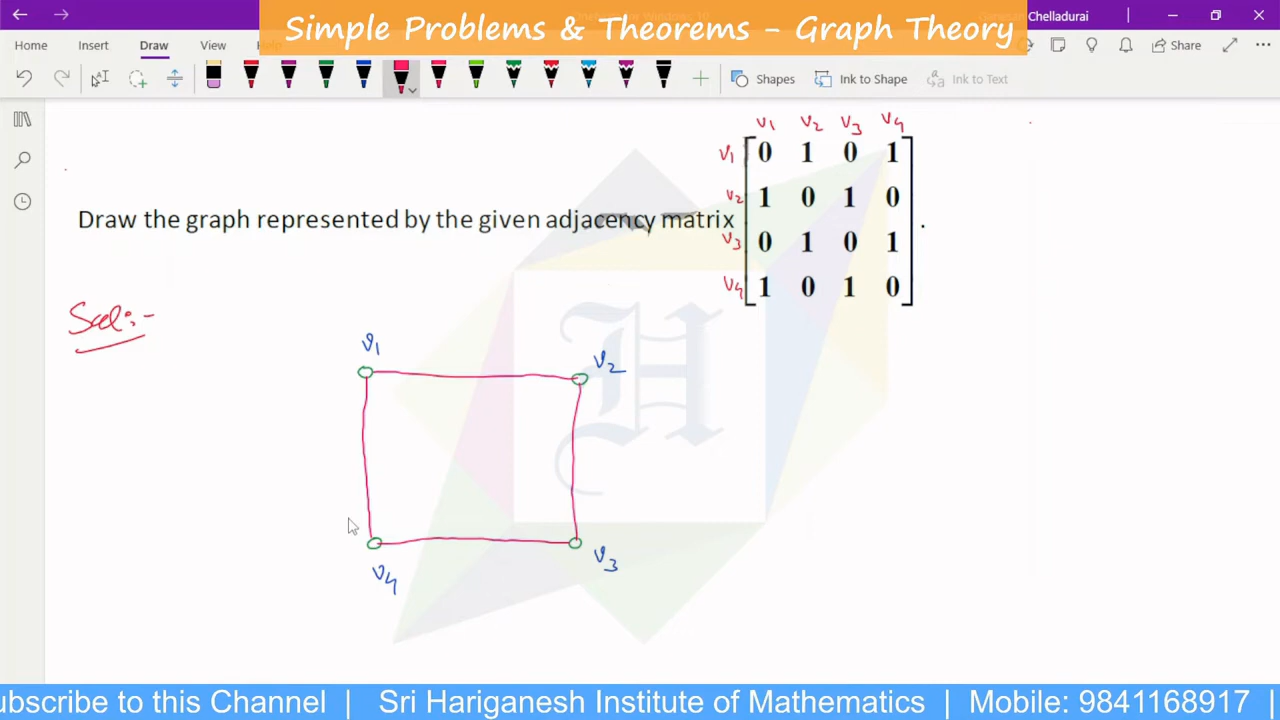 Simple Problems & Theorems - Graph Theory
Chelladurai
Home Insert Draw View
Share
Shapes Ink to Shape Ink to Text
v1 v2 v3 v4
v1 0 1 0 1
v2 1 0 1 0
Draw the graph represented by the given adjacency matrix .
v3 0 1 0 1
v4 1 0 1 0
Sol:-
v1
v2
v3
v4
H
ubscribe to this Channel | Sri Hariganesh Institute of Mathematics | Mobile: 9841168917 |